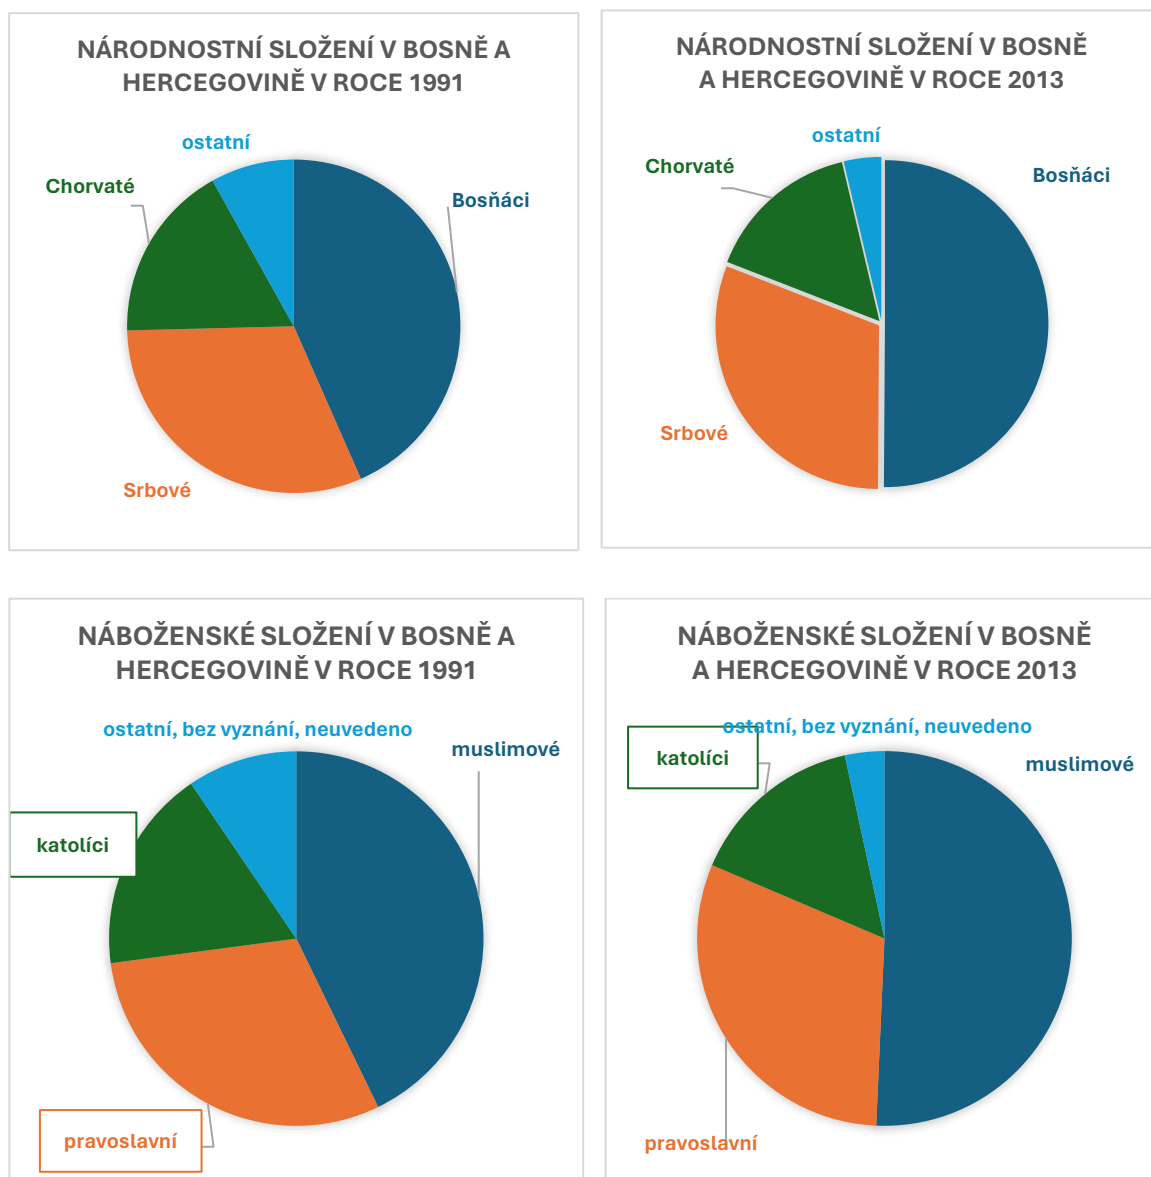 NÁRODNOSTNÍ SLOŽENÍ V BOSNĚ A
HERCEGOVINĚ V ROCE 1991
ostatní
Chorvaté
Bosňáci
Srbové
NÁRODNOSTNÍ SLOŽENÍ V BOSNĚ
A HERCEGOVINĚ V ROCE 2013
ostatní
Chorvaté
Bosňáci
Srbové
NÁBOŽENSKÉ SLOŽENÍ V BOSNĚ A
HERCEGOVINĚ V ROCE 1991
ostatní, bez vyznání, neuvedeno
muslimové
katolíci
pravoslavní
NÁBOŽENSKÉ SLOŽENÍ V BOSNĚ
A HERCEGOVINĚ V ROCE 2013
ostatní, bez vyznání, neuvedeno
katolíci
muslimové
pravoslavní